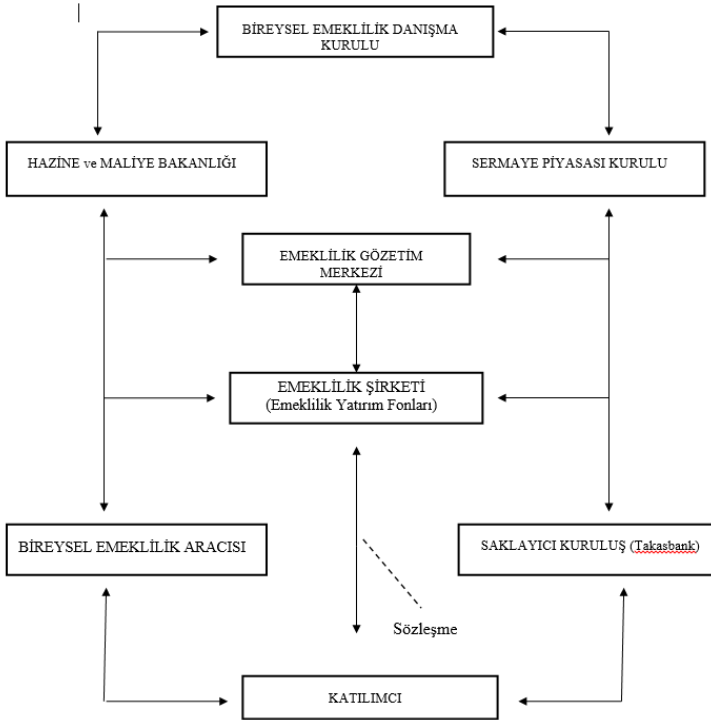 BİREYSEL EMEKLİLİK DANIŞMA
KURULU
HAZİNE ve MALİYE BAKANLIĞI
SERMAYE PİYASASI KURULU
EMEKLİLİK GÖZETİM
MERKEZİ
EMEKLİLİK ŞİRKETİ
(Emeklilik Yatırım Fonları)
BİREYSEL EMEKLİLİK ARACISI
SAKLAYICI KURULUŞ (Takasbank)
Sözleşme
KATILIMCI